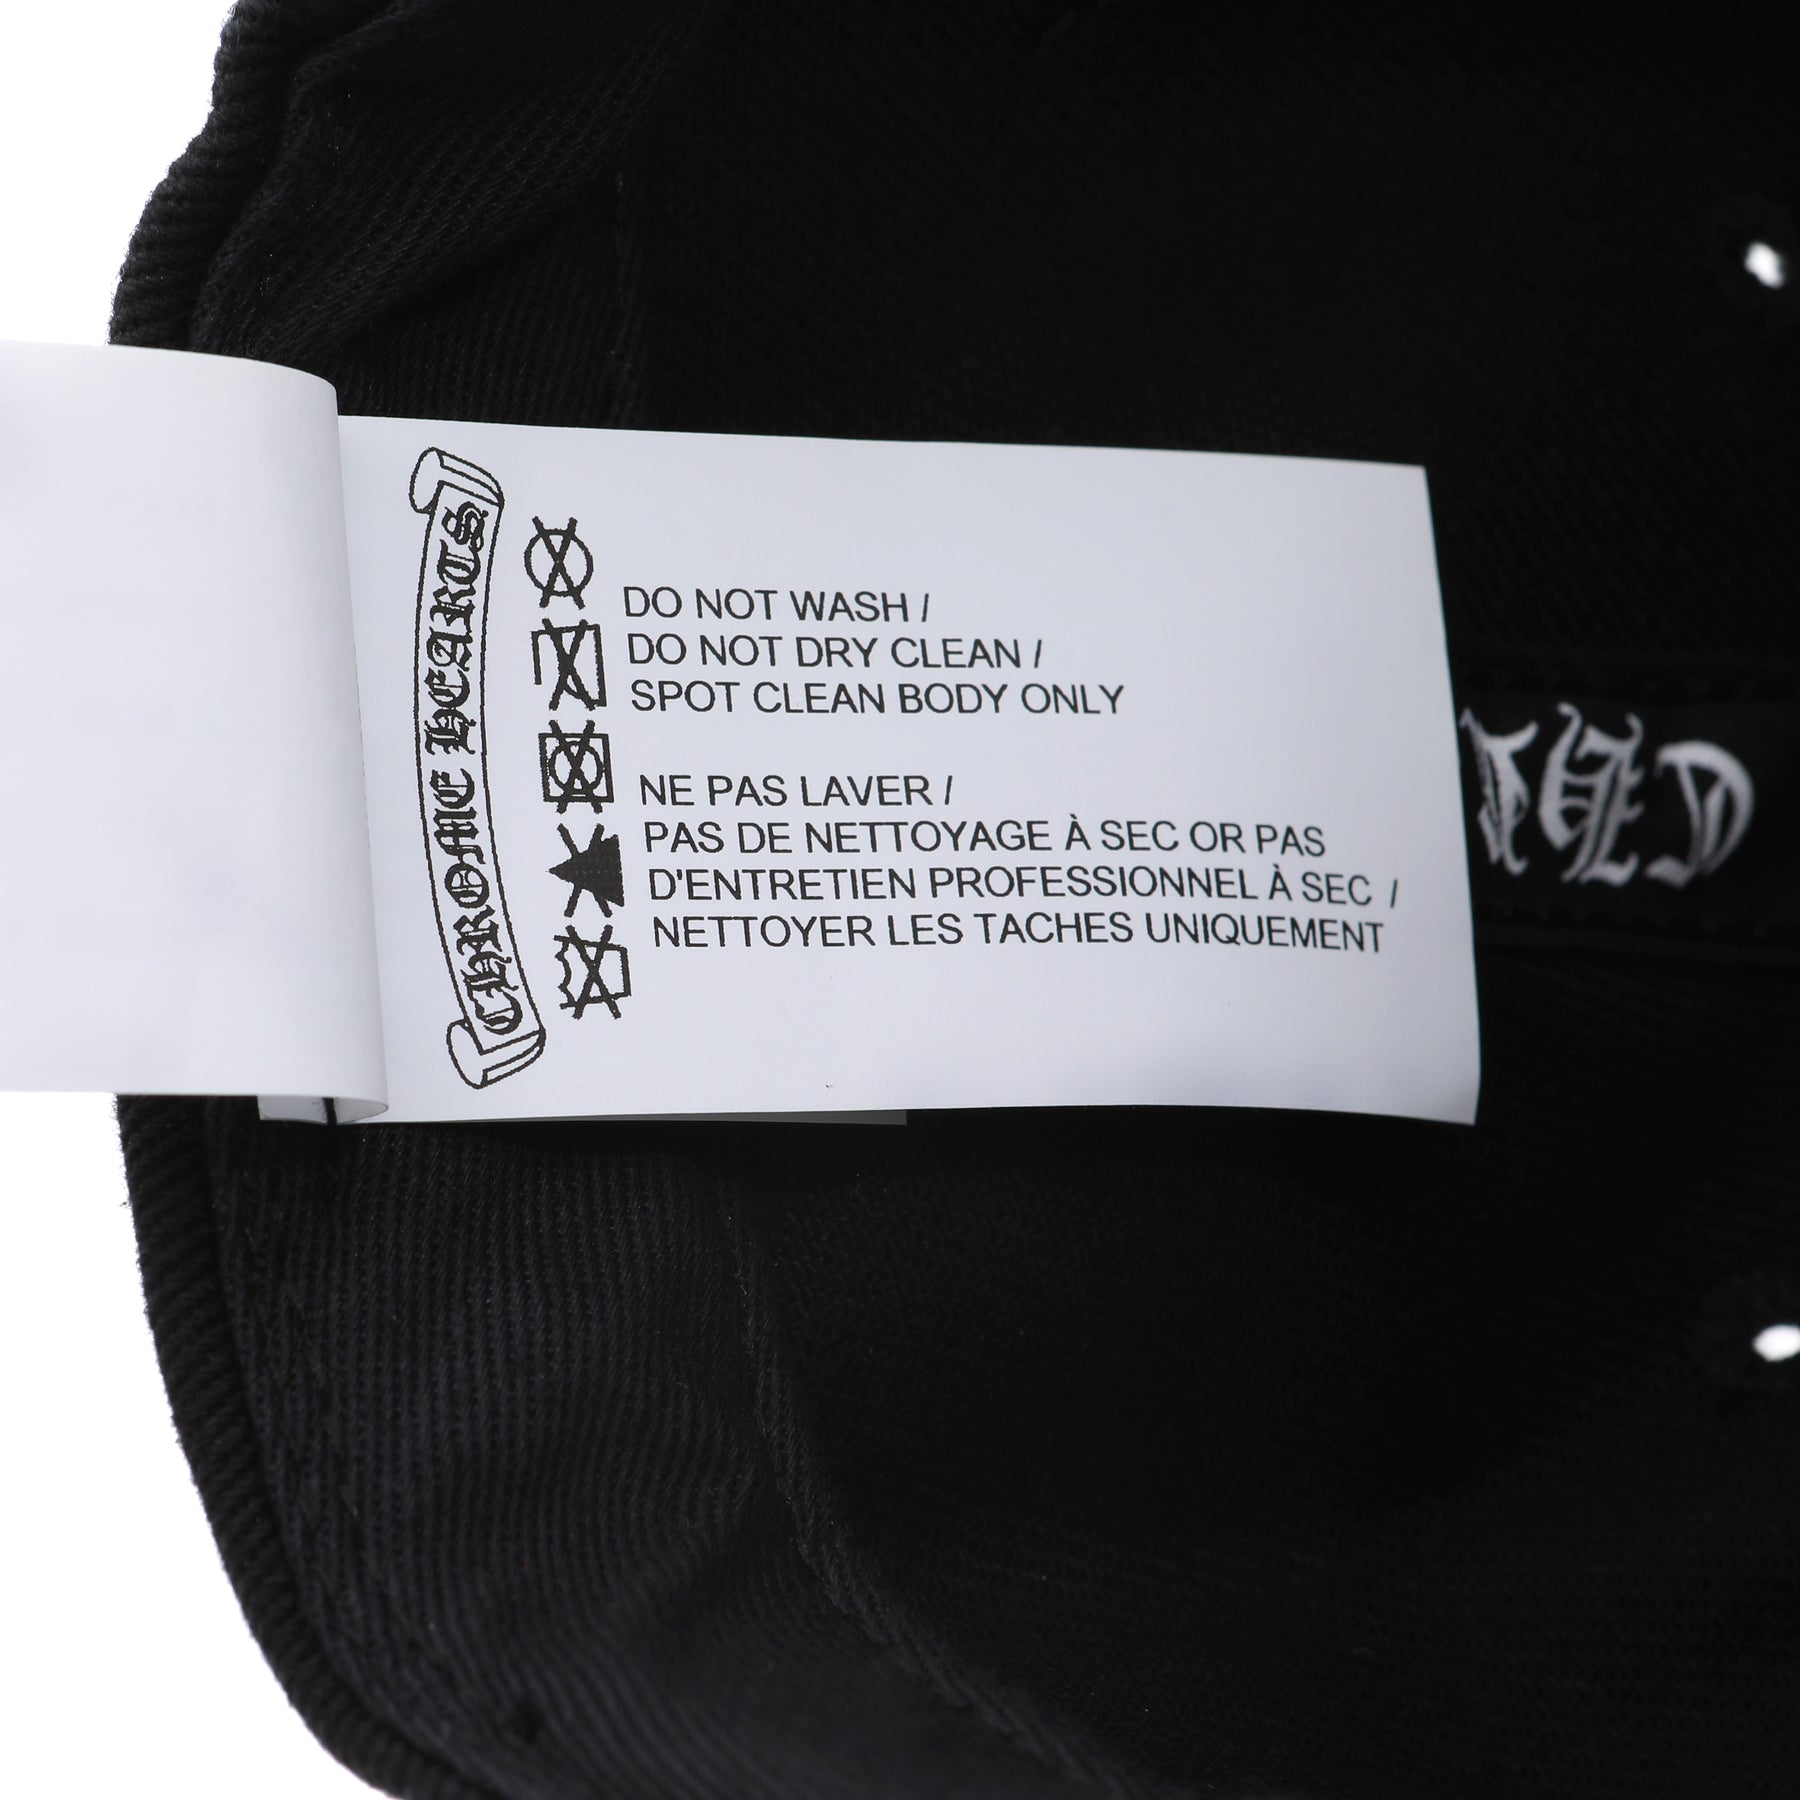 CHROME HEARTS
DO NOT WASH /
DO NOT DRY CLEAN /
SPOT CLEAN BODY ONLY
NE PAS LAVER /
PAS DE NETTOYAGE À SEC OR PAS
D'ENTRETIEN PROFESSIONNEL À SEC /
NETTOYER LES TACHES UNIQUEMENT